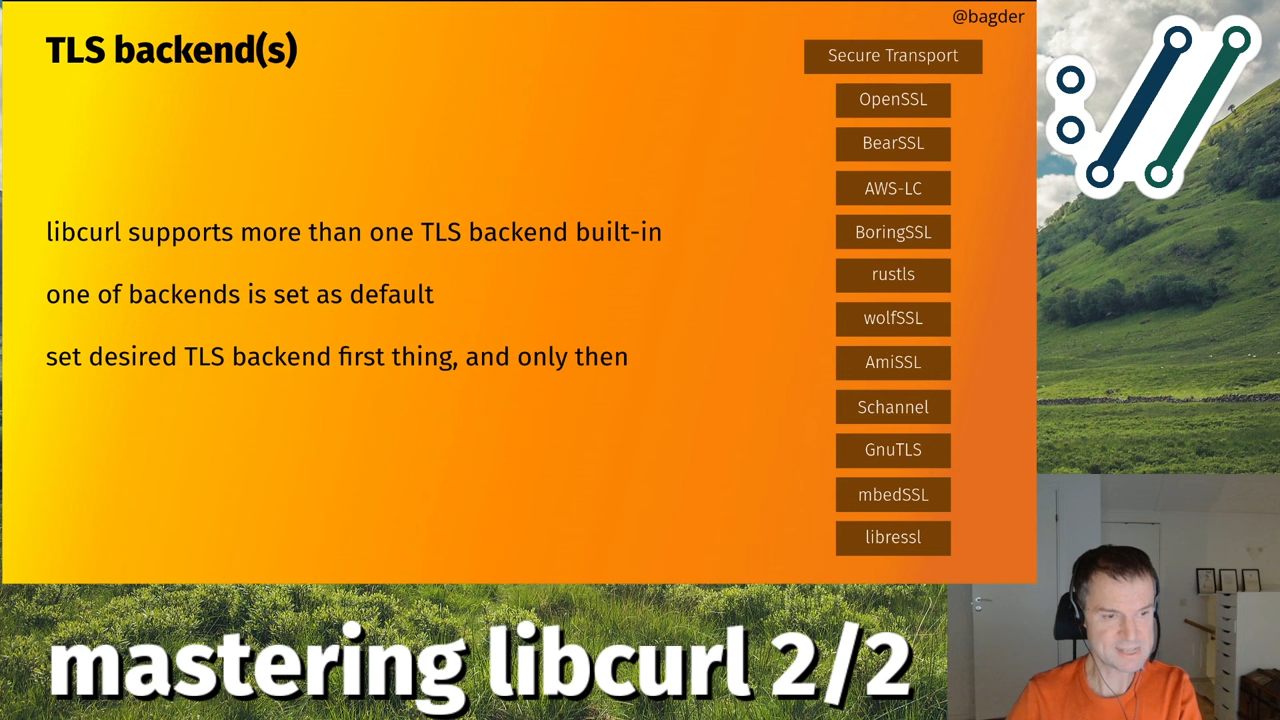 @bagder
TLS backend(s)
Secure Transport
OpenSSL
BearSSL
AWS-LC
BoringSSL
rustls
wolfSSL
AmiSSL
Schannel
GnuTLS
mbedSSL
libressl
libcurl supports more than one TLS backend built-in
one of backends is set as default
set desired TLS backend first thing, and only then
mastering libcurl 2/2